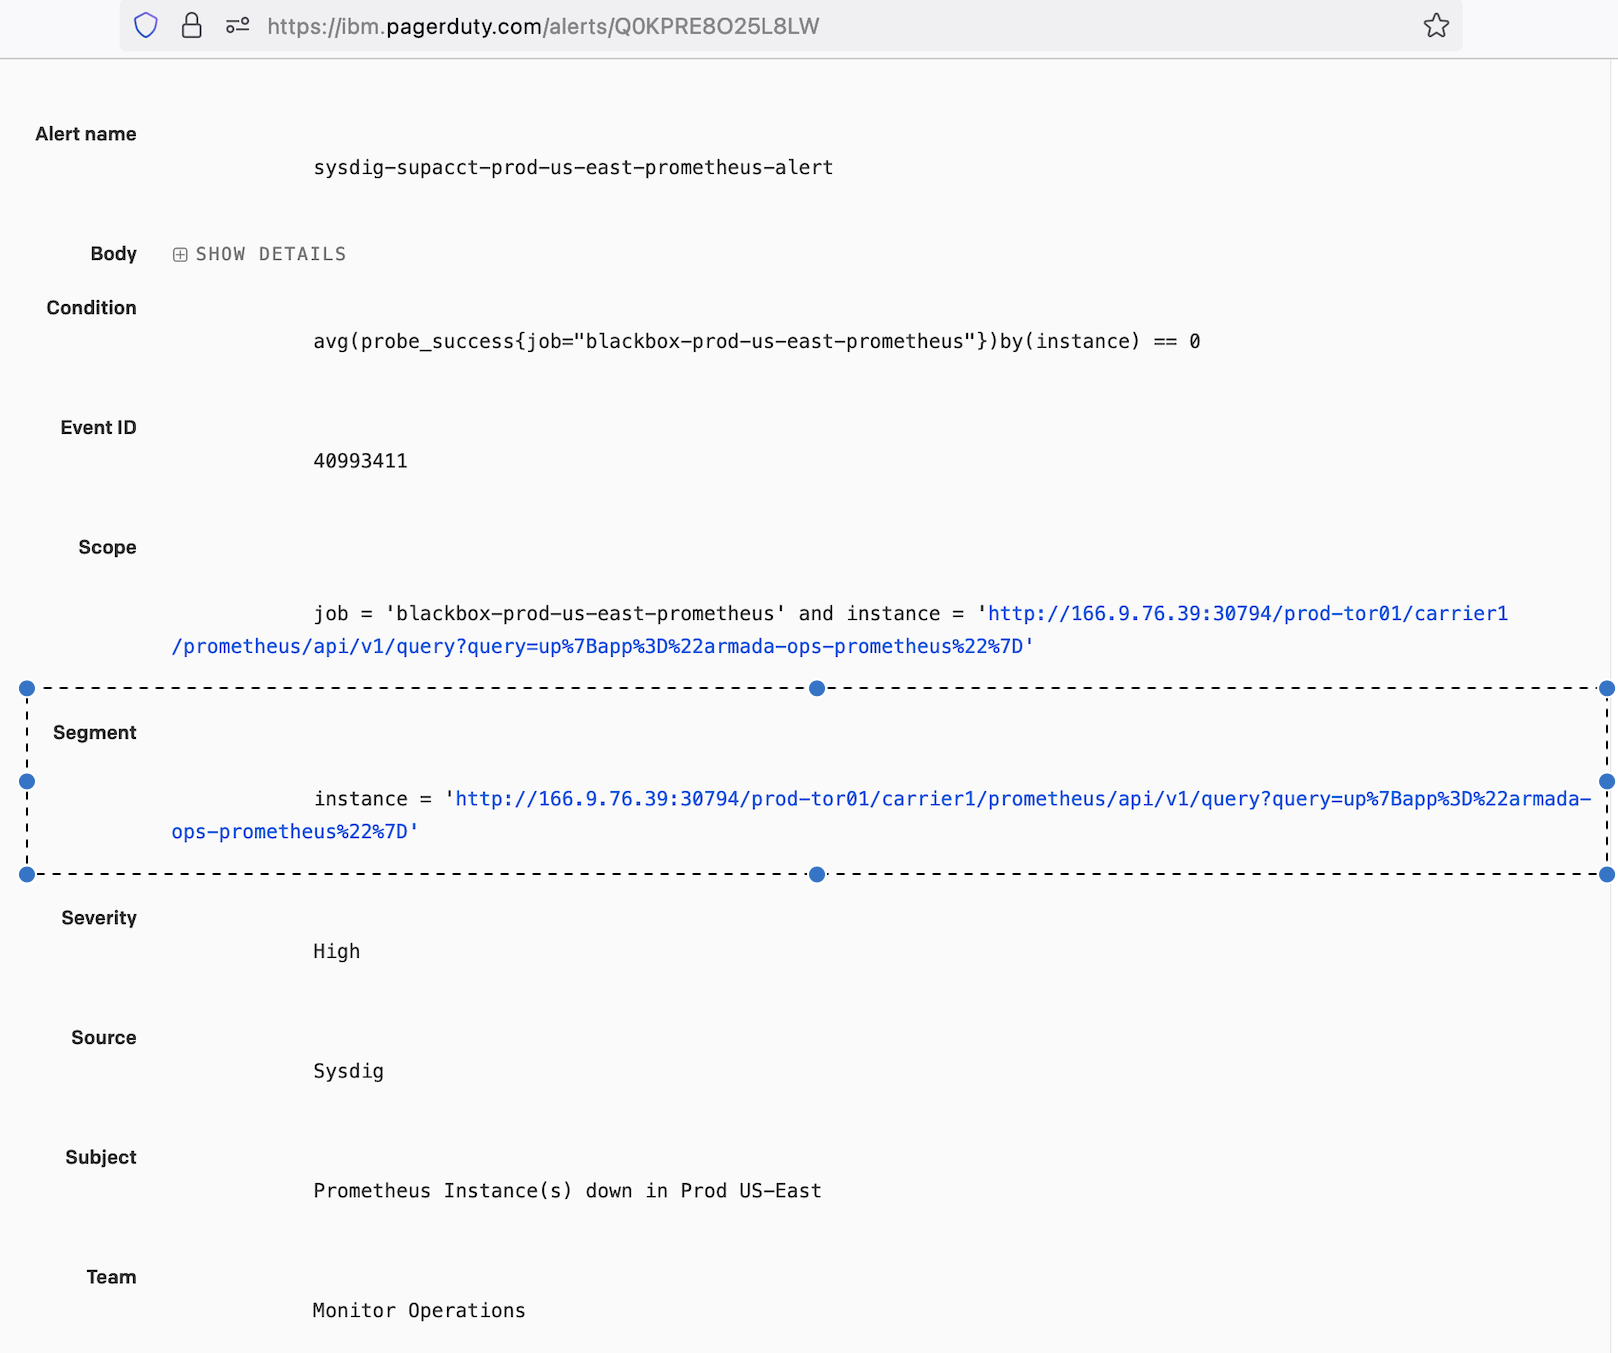 https://ibm.pagerduty.com/alerts/Q0KPRE8O25L8LW
Alert name
sysdig-supacct-prod-us-east-prometheus-alert
Body SHOW DETAILS
Condition
avg(probe_success{job="blackbox-prod-us-east-prometheus"})by(instance) == 0
Event ID
40993411
Scope
job = 'blackbox-prod-us-east-prometheus' and instance = 'http://166.9.76.39:30794/prod-tor01/carrier1
/prometheus/api/v1/query?query=up%7Bapp%3D%22armada-ops-prometheus%22%7D'
Segment
instance = 'http://166.9.76.39:30794/prod-tor01/carrier1/prometheus/api/v1/query?query=up%7Bapp%3D%22armada-
ops-prometheus%22%7D'
Severity
High
Source
Sysdig
Subject
Prometheus Instance(s) down in Prod US-East
Team
Monitor Operations